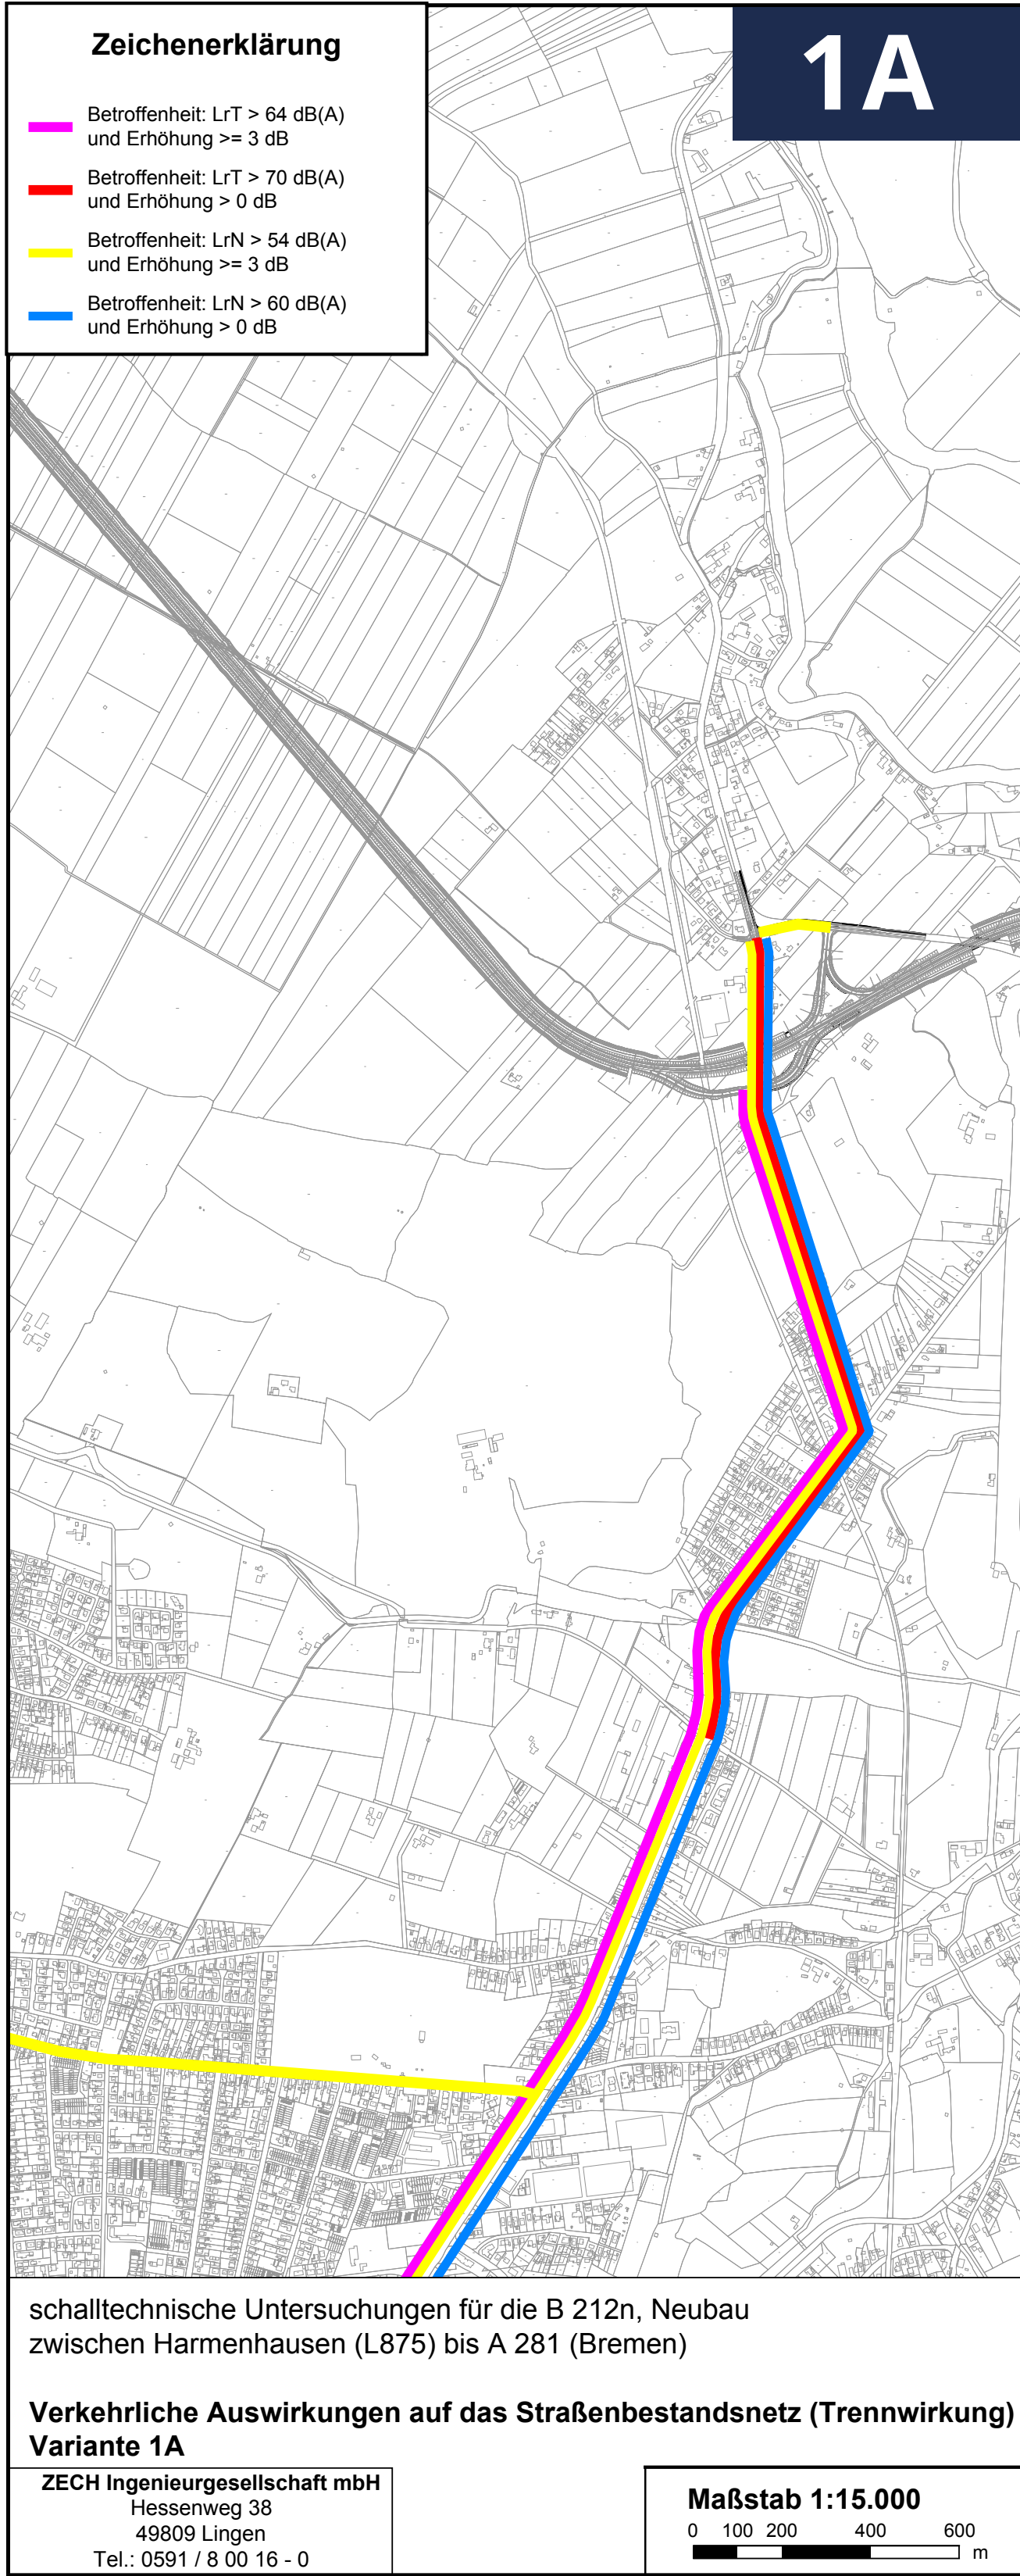 Zeichenerklärung
1A
Betroffenheit: LrT > 64 dB(A)
und Erhöhung >= 3 dB
Betroffenheit: LrT > 70 dB(A)
und Erhöhung > 0 dB
Betroffenheit: LrN > 54 dB(A)
und Erhöhung >= 3 dB
Betroffenheit: LrN > 60 dB(A)
und Erhöhung > 0 dB
schalltechnische Untersuchungen für die B 212n, Neubau
zwischen Harmenhausen (L875) bis A 281 (Bremen)
Verkehrliche Auswirkungen auf das Straßenbestandsnetz (Trennwirkung)
Variante 1A
ZECH Ingenieurgesellschaft mbH
Hessenweg 38
49809 Lingen
Tel.: 0591 / 8 00 16 - 0
Maßstab 1:15.000
0 100 200 400 600
m